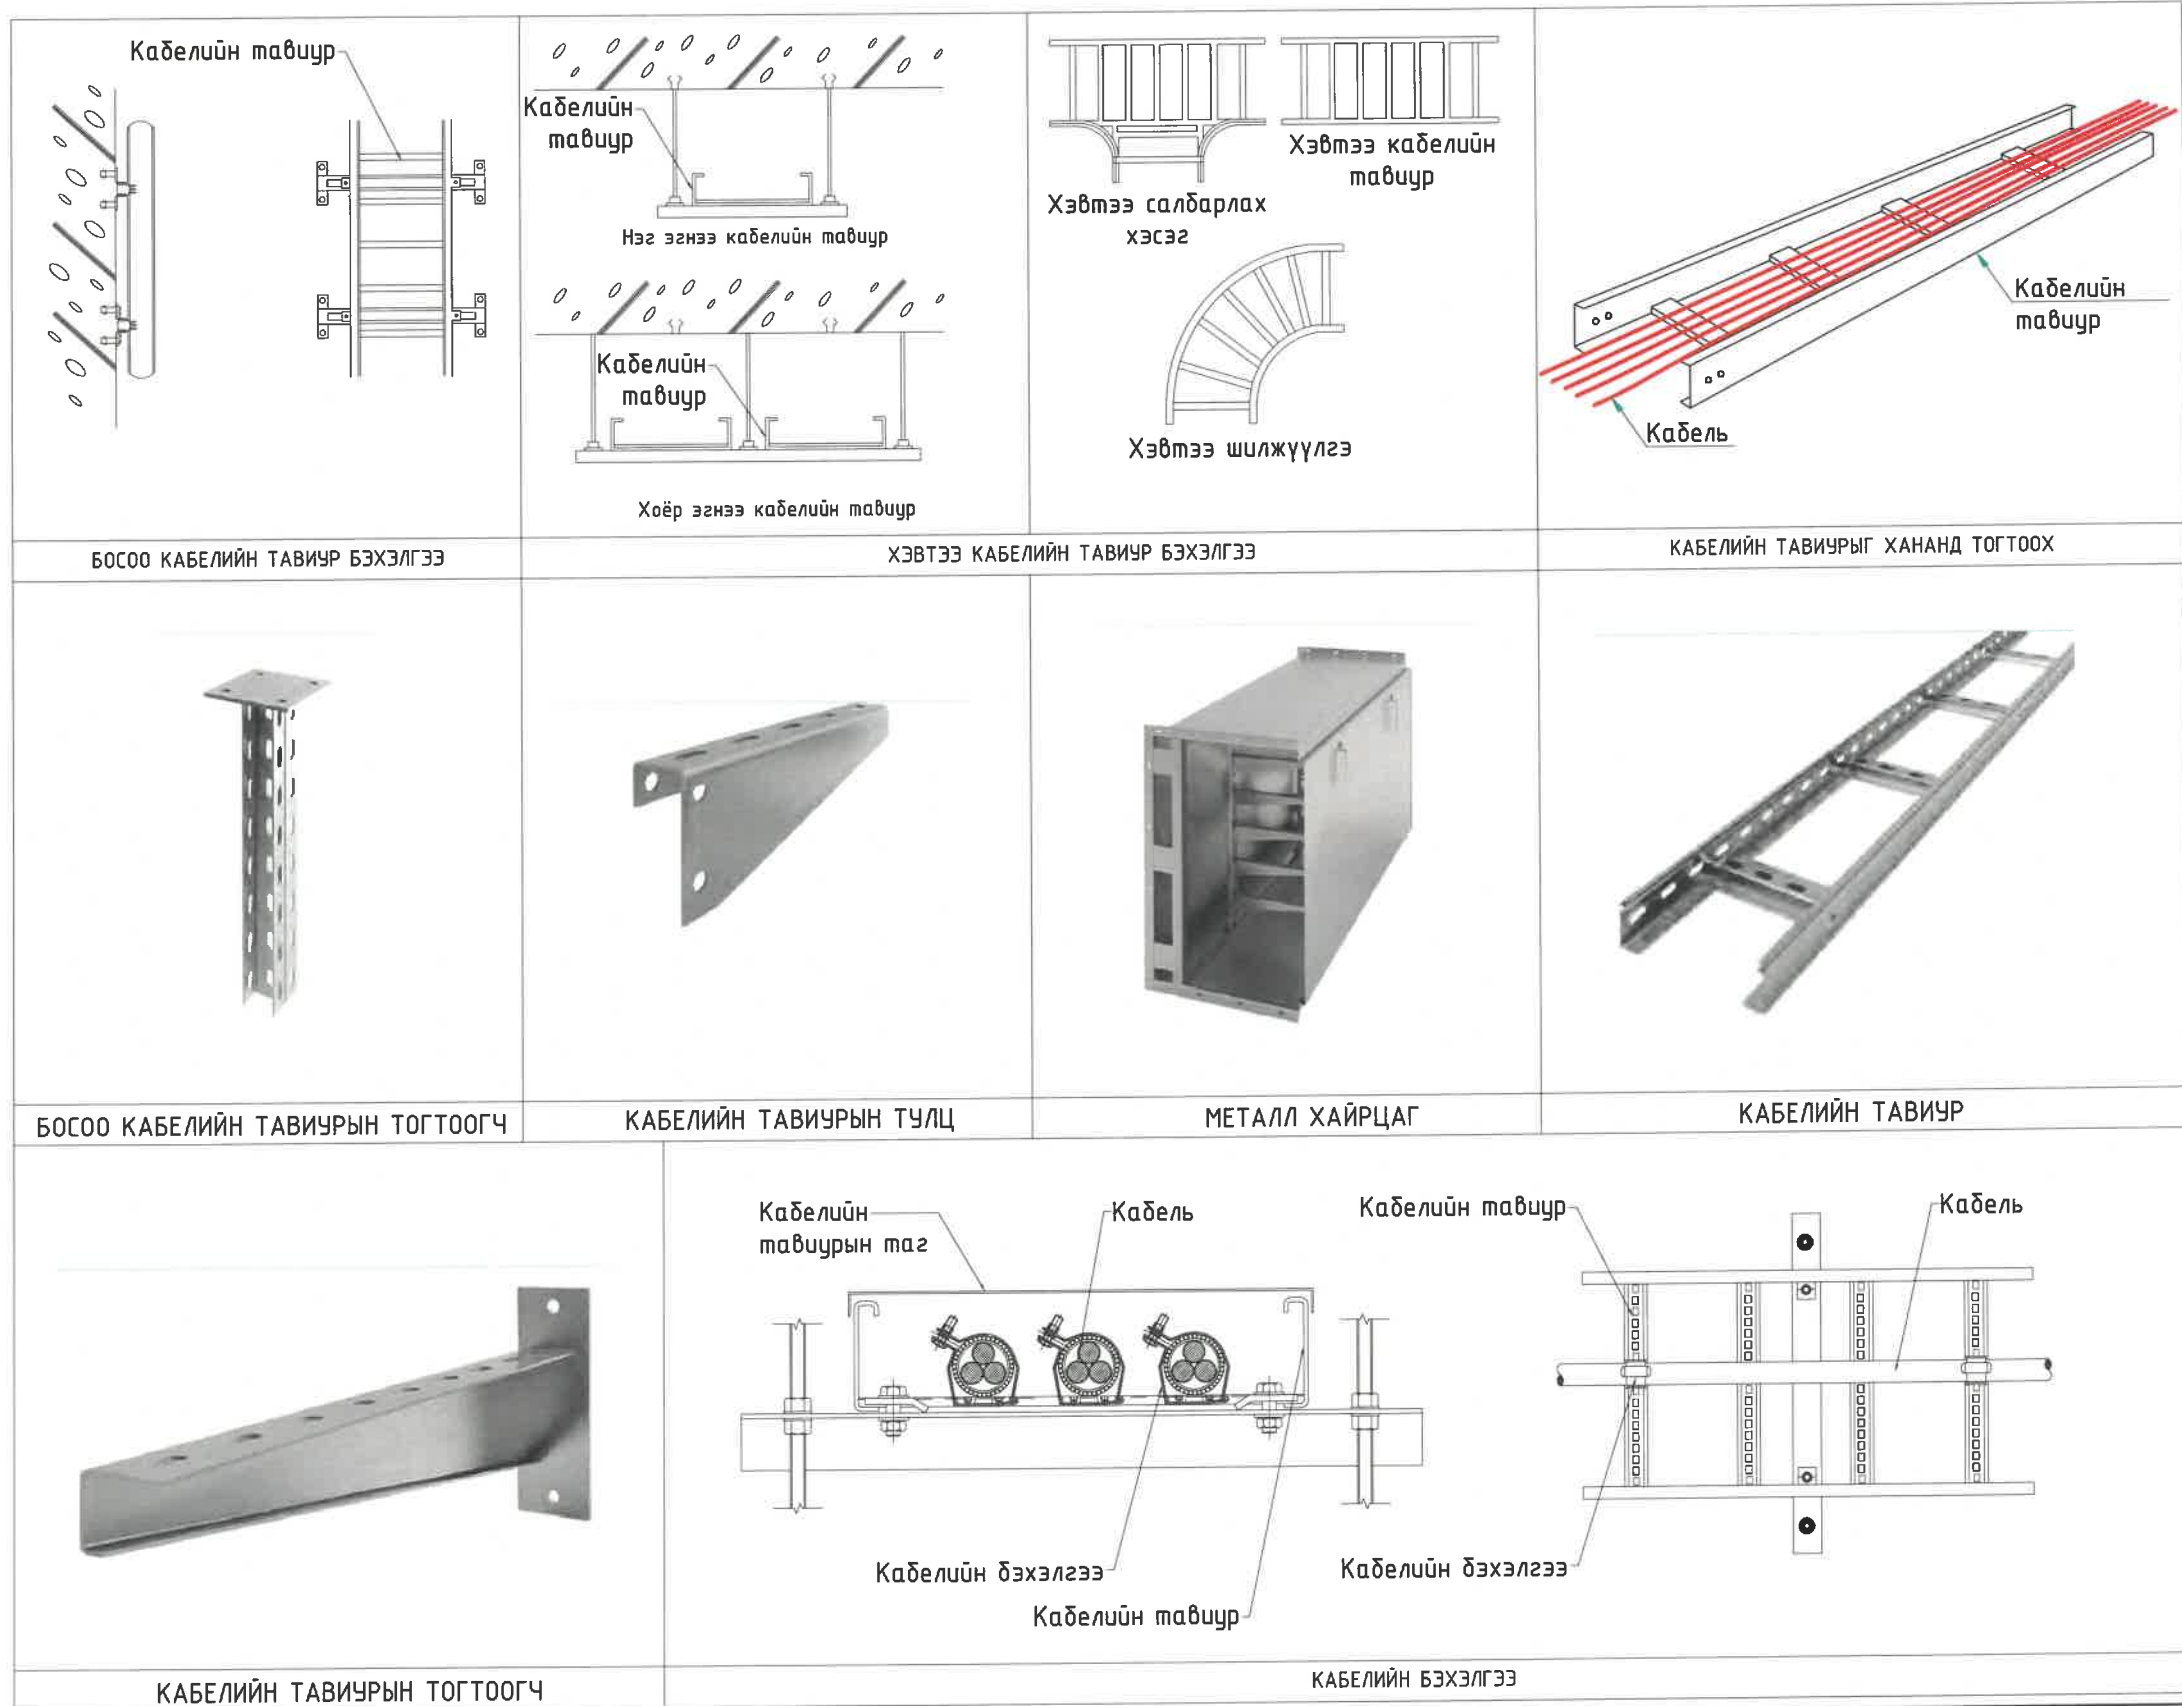 Кабелийн тавиур
Кабелийн
тавиур
Нэг эгнээ кабелийн тавиур
Кабелийн
тавиур
Хоёр эгнээ кабелийн тавиур
Хэвтээ салбарлах
хэсэг
Хэвтээ кабелийн
тавиур
Хэвтээ шилжүүлгэ
Кабелийн
тавиур
Кабель
БОСОО КАБЕЛИЙН ТАВИУР БЭХЭЛГЭЭ
ХЭВТЭЭ КАБЕЛИЙН ТАВИУР БЭХЭЛГЭЭ
КАБЕЛИЙН ТАВИУРЫГ ХАНАНД ТОГТООХ
БОСОО КАБЕЛИЙН ТАВИУРЫН ТОГТООГЧ
КАБЕЛИЙН ТАВИУРЫН ТУЛЦ
МЕТАЛЛ ХАЙРЦАГ
КАБЕЛИЙН ТАВИУР
Кабелийн
тавиурын таг
Кабель
Кабелийн тавиур
Кабель
Кабелийн бэхэлгээ
Кабелийн тавиур
Кабелийн бэхэлгээ
КАБЕЛИЙН ТАВИУРЫН ТОГТООГЧ
КАБЕЛИЙН БЭХЭЛГЭЭ